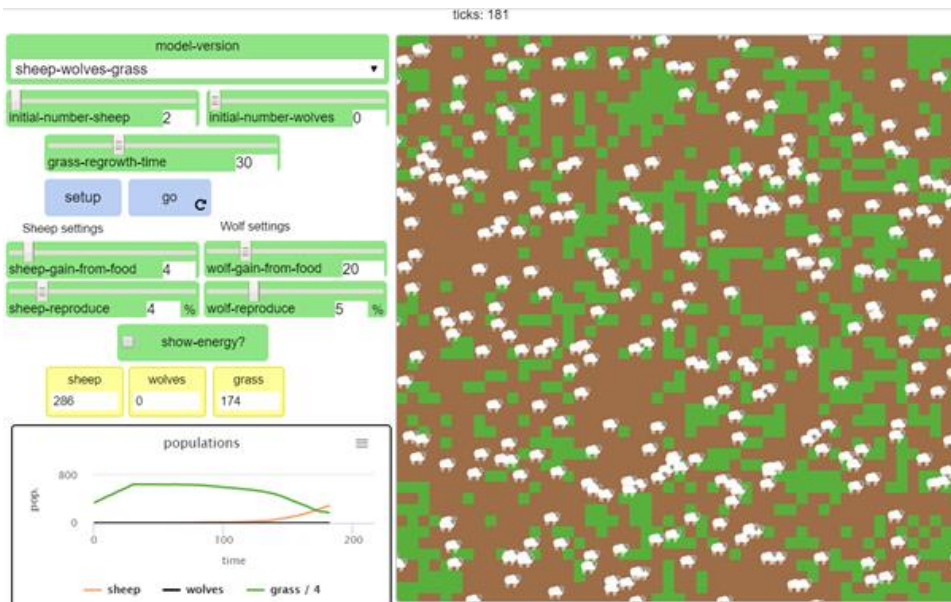 ticks: 181
model-version
sheep-wolves-grass
initial-number-sheep 2
initial-number-wolves 0
grass-regrowth-time 30
setup
go
Sheep settings
Wolf settings
sheep-gain-from-food 4
wolf-gain-from-food 20
sheep-reproduce 4 %
wolf-reproduce 5 %
show-energy?
sheep
wolves
grass
286
0
174
populations
800
pop.
0
0
100
200
time
sheep
wolves
grass / 4